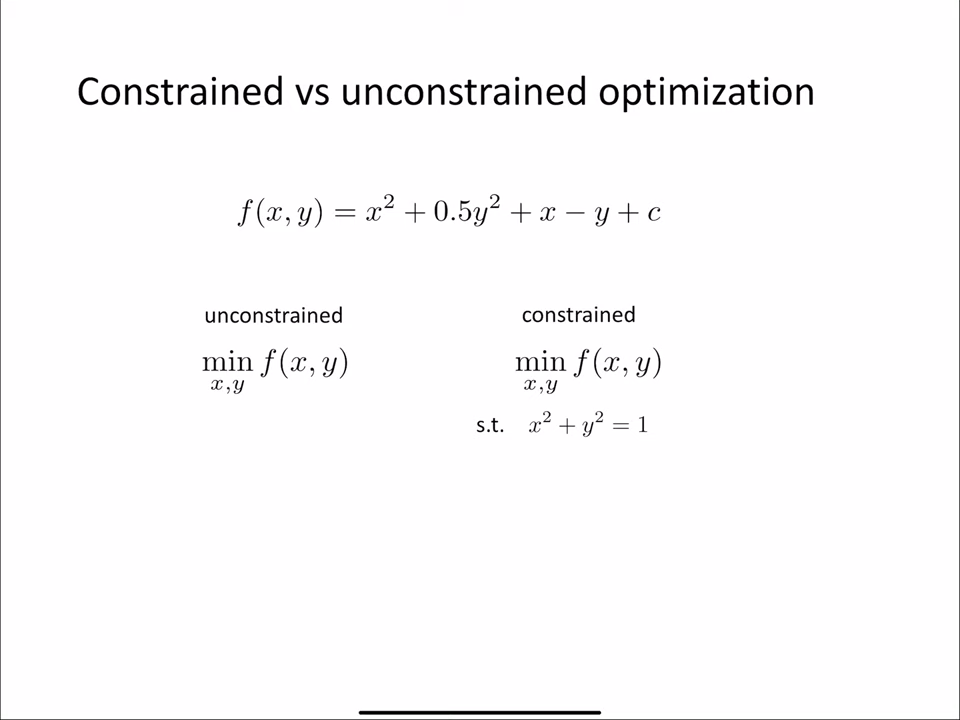 Constrained vs unconstrained optimization
f(x, y) = x² + 0.5y² + x − y + c
unconstrained
min f(x, y)
x,y
constrained
min f(x, y)
x,y
s.t. x² + y² = 1